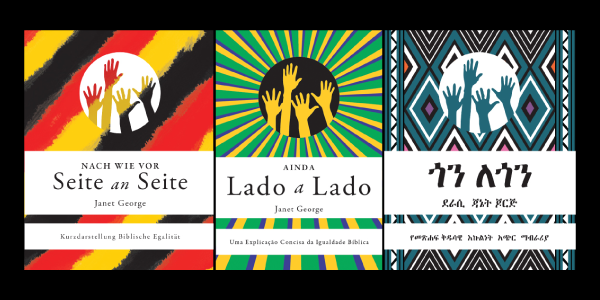 NACH WIE VOR
Seite an Seite
Janet George
Kurzdarstellung Biblische Egalität
AINDA
Lado a Lado
Janet George
Uma Explicação Concisa da Igualdade Bíblica
ጎን ለጎን
ደራሲ ጃኔት ጆርጅ
የመጽሐፍ ቅዱሳዊ እኩልነት አጭር ማብራሪያ